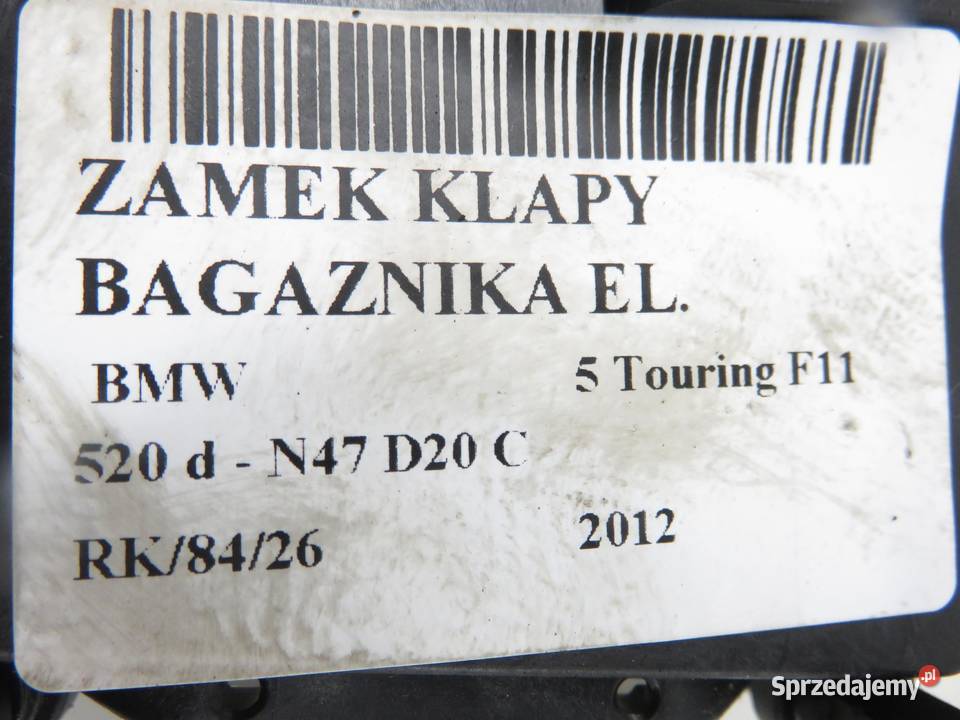 ZAMEK KLAPY
BAGAZNIKA EL.
BMW 5 Touring F11
520 d - N47 D20 C
RK/84/26 2012
Sprzedajemy.pl